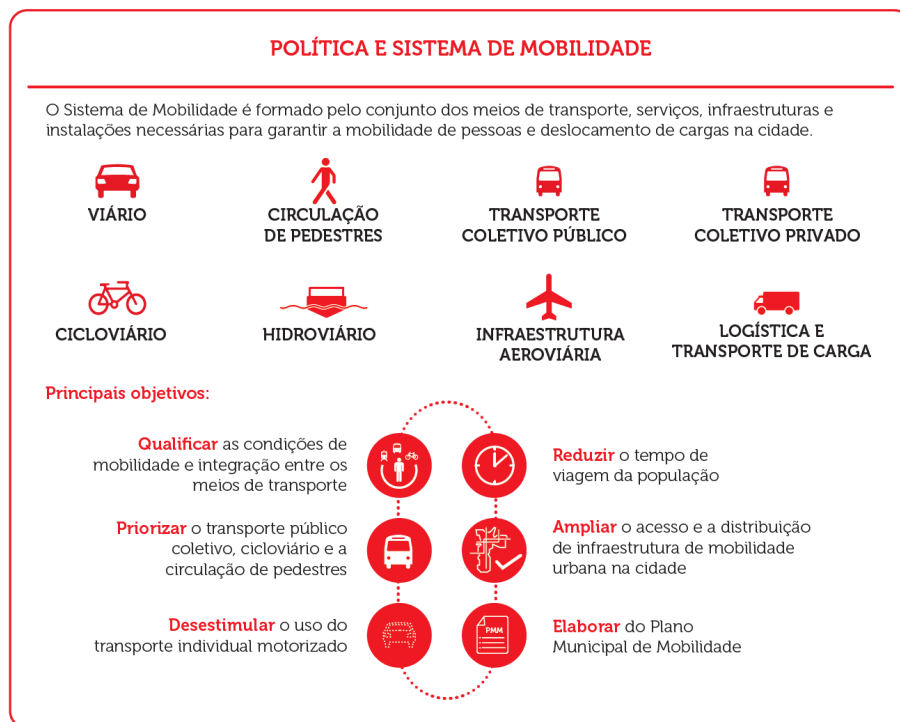 POLÍTICA E SISTEMA DE MOBILIDADE
O Sistema de Mobilidade é formado pelo conjunto dos meios de transporte, serviços, infraestruturas e
instalações necessárias para garantir a mobilidade de pessoas e deslocamento de cargas na cidade.
VIÁRIO
CIRCULAÇÃO
DE PEDESTRES
TRANSPORTE
COLETIVO PÚBLICO
TRANSPORTE
COLETIVO PRIVADO
CICLOVIÁRIO
HIDROVIÁRIO
INFRAESTRUTURA
AEROVIÁRIA
LOGÍSTICA E
TRANSPORTE DE CARGA
Principais objetivos:
Qualificar as condições de
mobilidade e integração entre os
meios de transporte
Reduzir o tempo de
viagem da população
Priorizar o transporte público
coletivo, cicloviário e a
circulação de pedestres
Ampliar o acesso e a distribuição
de infraestrutura de mobilidade
urbana na cidade
Desestimular o uso do
transporte individual motorizado
PMM
Elaborar do Plano
Municipal de Mobilidade